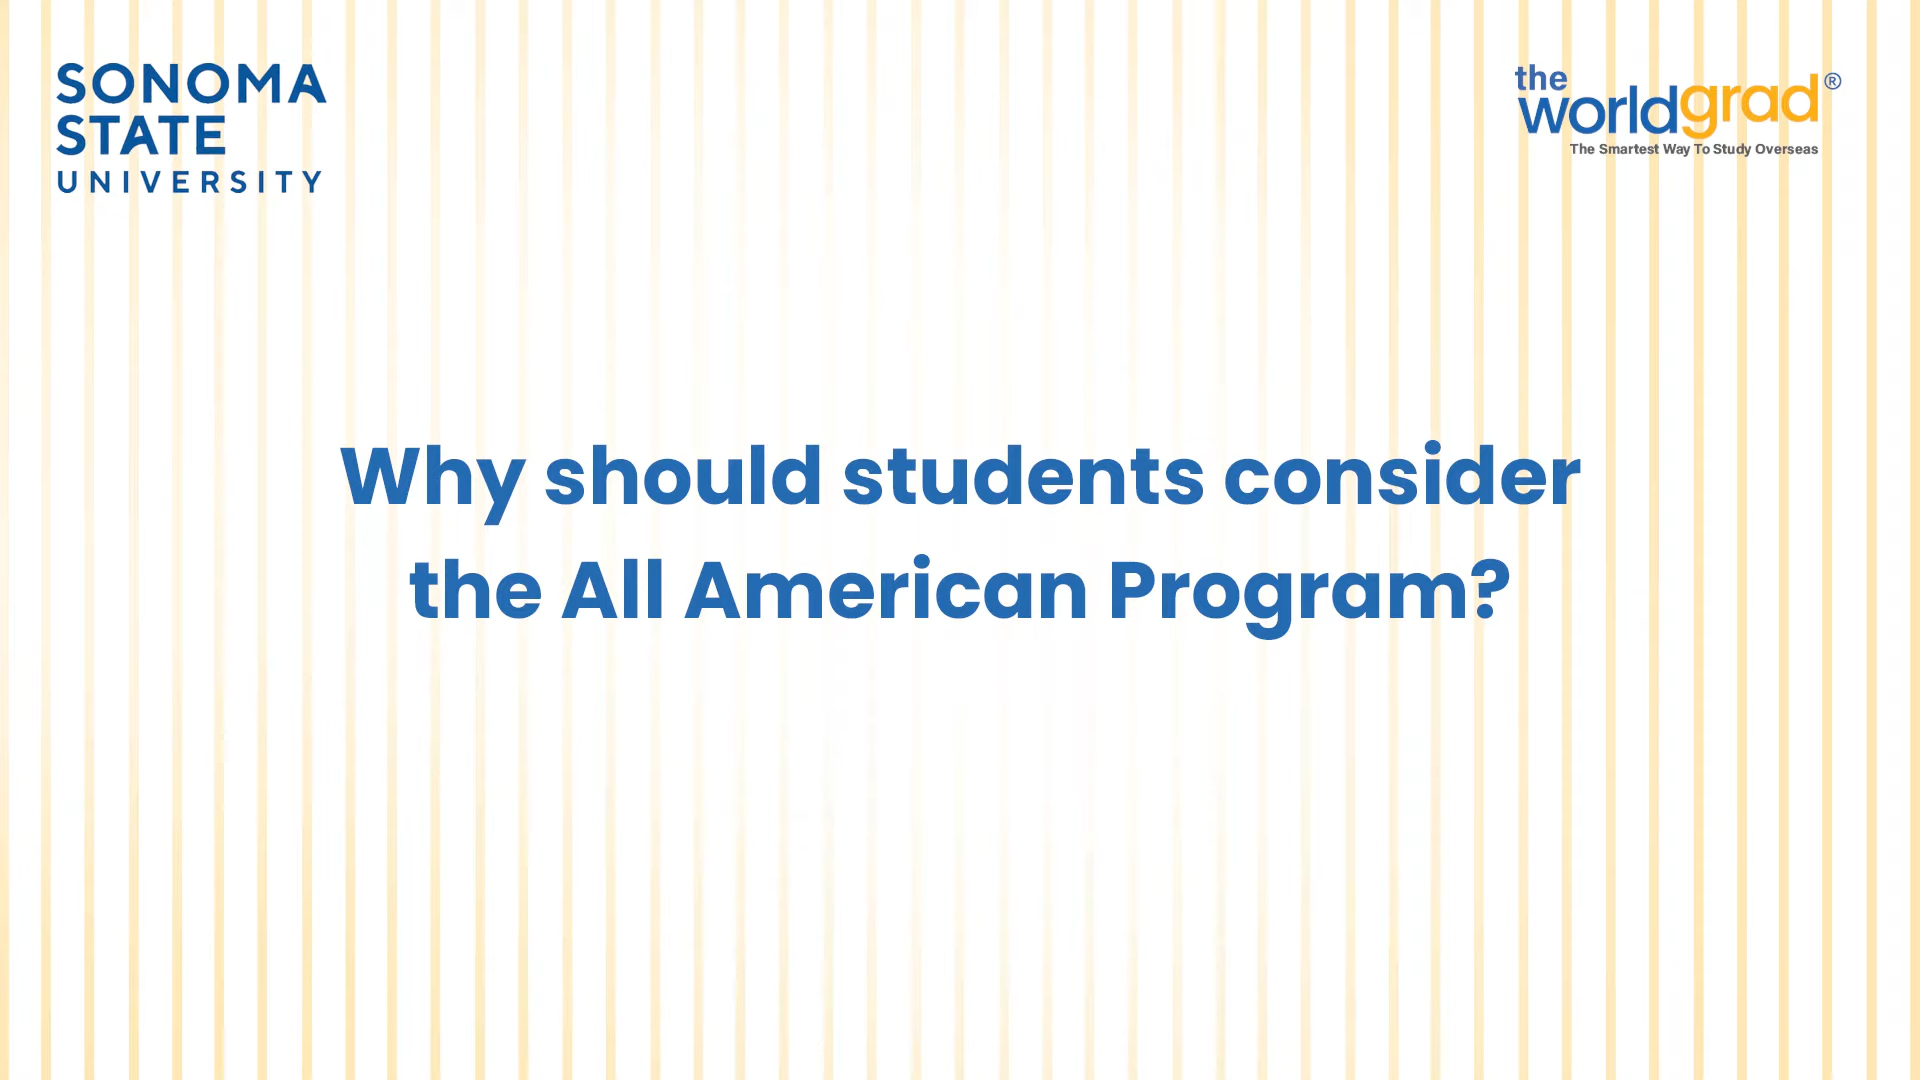 SONOMA
STATE
UNIVERSITY
the
worldgrad®
The Smartest Way To Study Overseas
Why should students consider
the All American Program?